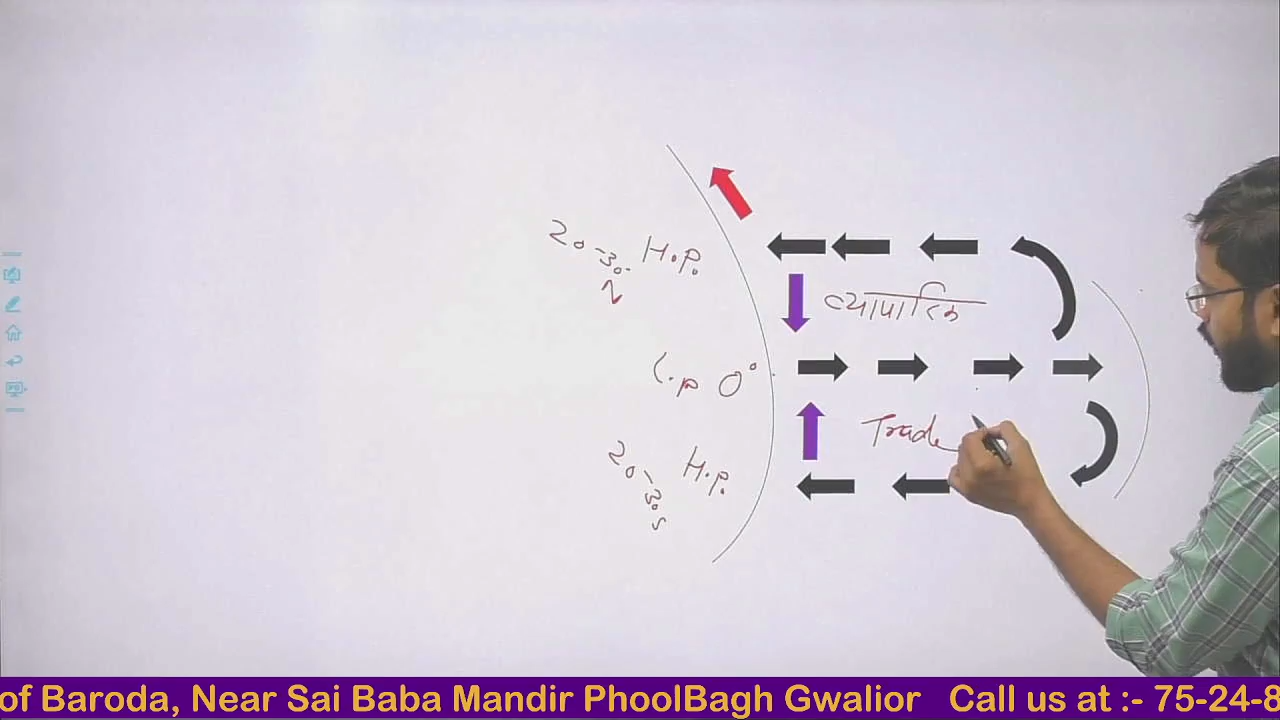 20-30 H.P.
N
व्यापारिक
L.P 0°
Trade
20-30 H.P.
S
of Baroda, Near Sai Baba Mandir PhoolBagh Gwalior Call us at :- 75-24-8